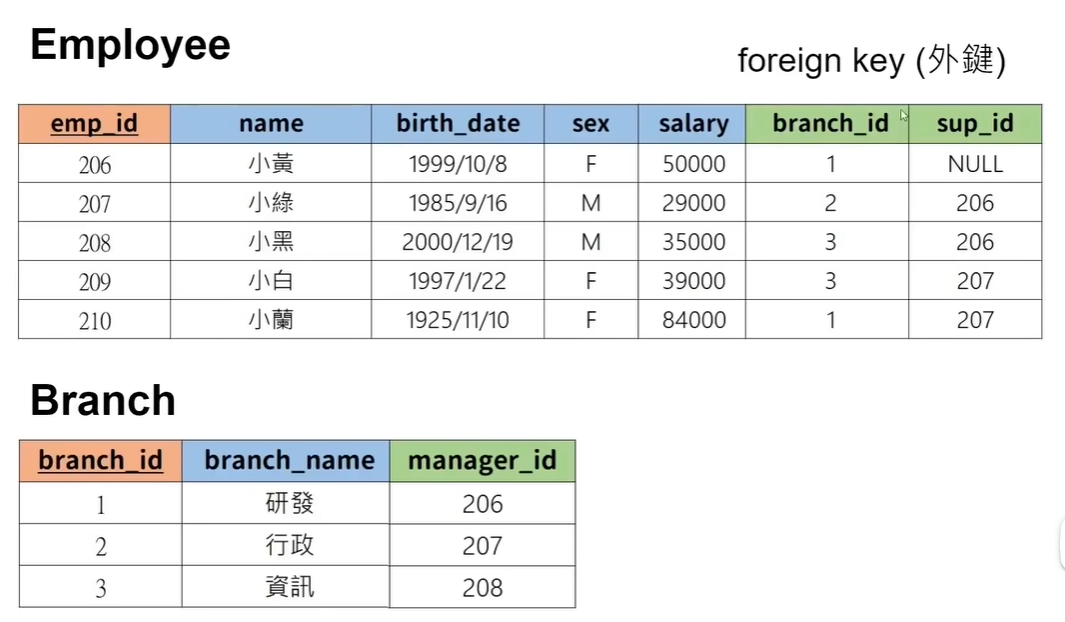 Employee
foreign key (外鍵)
emp_id name birth_date sex salary branch_id sup_id
206 小黃 1999/10/8 F 50000 1 NULL
207 小綠 1985/9/16 M 29000 2 206
208 小黑 2000/12/19 M 35000 3 206
209 小白 1997/1/22 F 39000 3 207
210 小蘭 1925/11/10 F 84000 1 207
Branch
branch_id branch_name manager_id
1 研發 206
2 行政 207
3 資訊 208